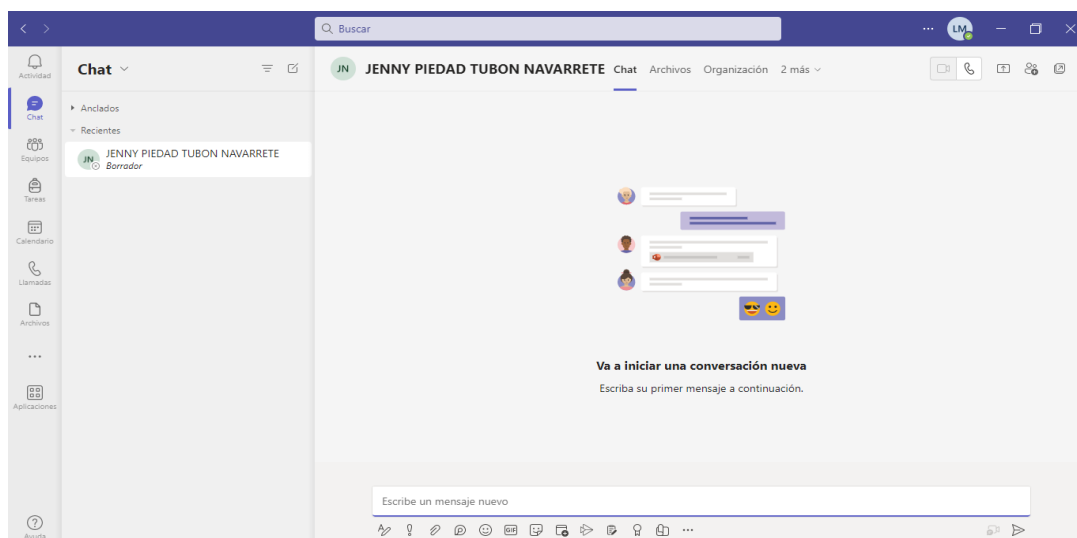 Buscar
LM
Actividad
Chat
Equipos
Tareas
Calendario
Llamadas
Archivos
Aplicaciones
Ayuda
Chat
Anclados
Recientes
JN JENNY PIEDAD TUBON NAVARRETE
Borrador
JN JENNY PIEDAD TUBON NAVARRETE Chat Archivos Organización 2 más
Va a iniciar una conversación nueva
Escriba su primer mensaje a continuación.
Escribe un mensaje nuevo
GIF